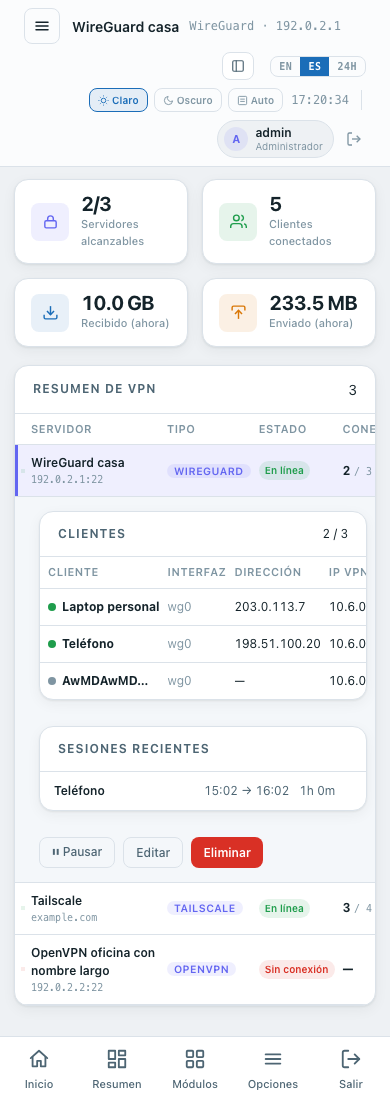 WireGuard casa WireGuard · 192.0.2.1
EN ES 24H
Claro Oscuro Auto 17:20:34
A admin
Administrador
2/3
Servidores
alcanzables
5
Clientes
conectados
10.0 GB
Recibido (ahora)
233.5 MB
Enviado (ahora)
RESUMEN DE VPN 3
SERVIDOR TIPO ESTADO CONE
WireGuard casa WIREGUARD En línea 2 / 3
192.0.2.1:22
CLIENTES 2 / 3
CLIENTE INTERFAZ DIRECCIÓN IP VPN
Laptop personal wg0 203.0.113.7 10.6.0
Teléfono wg0 198.51.100.20 10.6.0
AwMDAwMD... wg0 — 10.6.0
SESIONES RECIENTES
Teléfono 15:02 → 16:02 1h 0m
Pausar Editar Eliminar
Tailscale TAILSCALE En línea 3 / 4
example.com
OpenVPN oficina con
nombre largo OPENVPN Sin conexión —
192.0.2.2:22
Inicio Resumen Módulos Opciones Salir